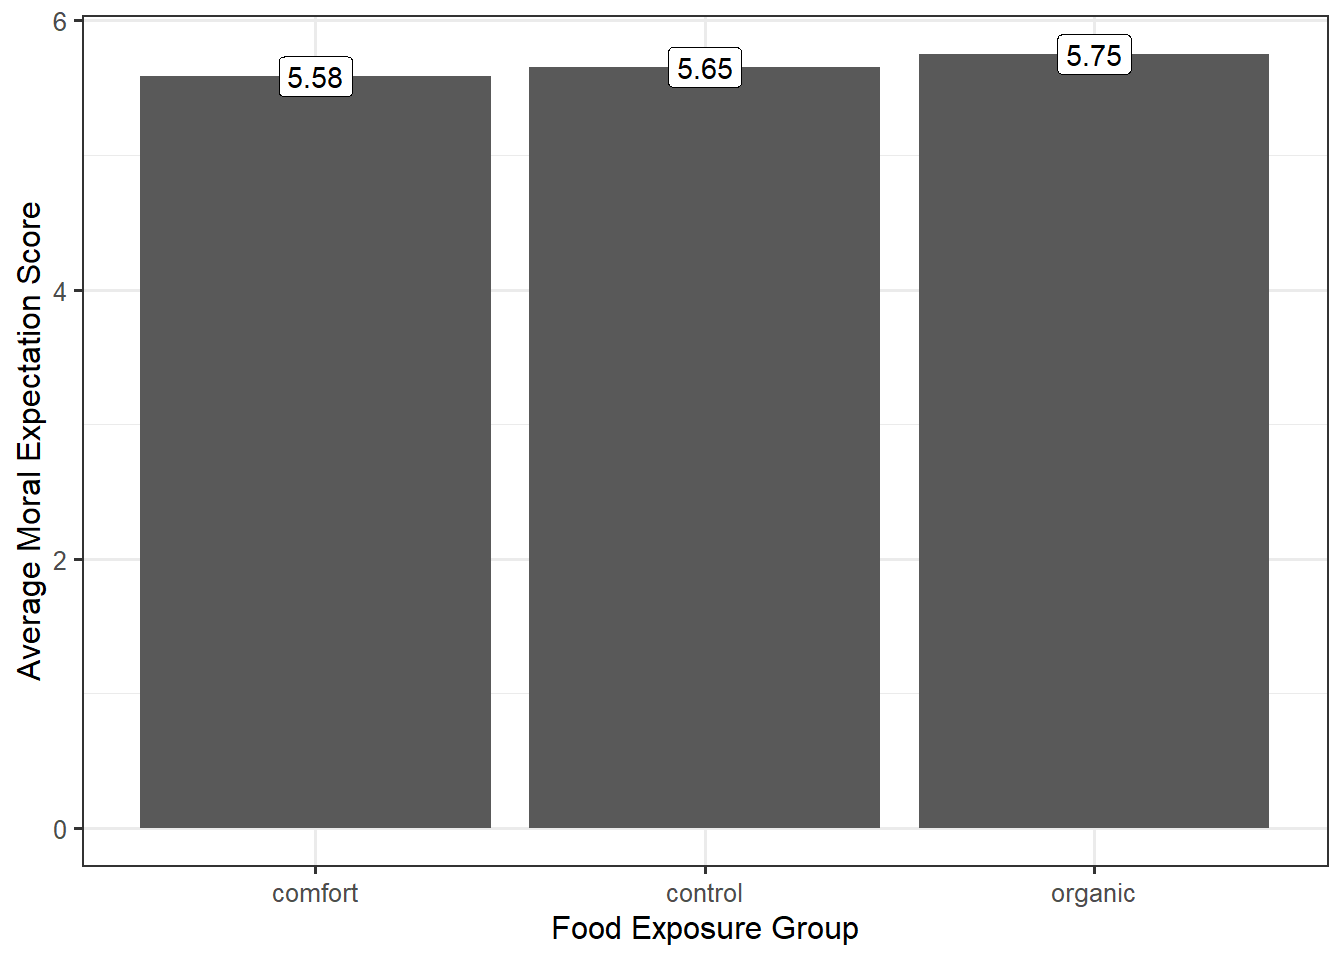 6
5.58
5.65
5.75
4
2
0
comfort
control
organic
Food Exposure Group
Average Moral Expectation Score